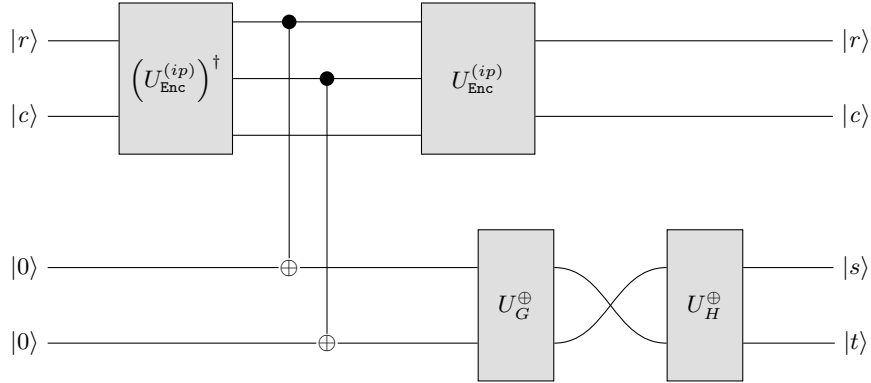 |r⟩ (U_Enc^(ip))^† U_Enc^(ip) |r⟩
|c⟩ |c⟩
|0⟩ U_G^⊕ U_H^⊕ |s⟩
|0⟩ |t⟩